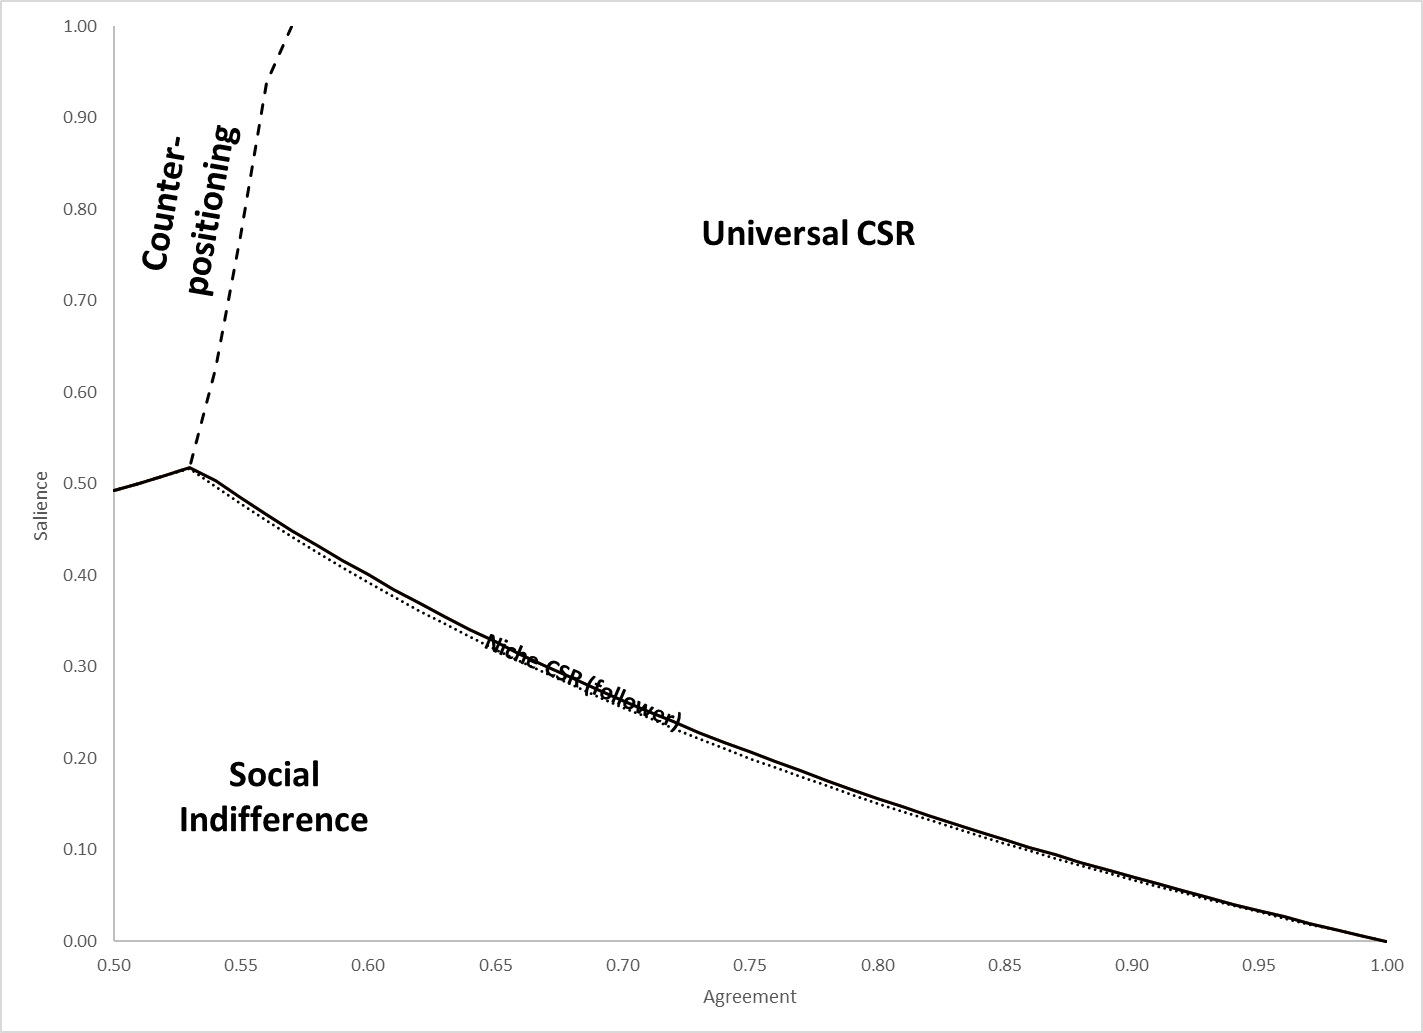 1.00
0.90
0.80
0.70
0.60
0.50
0.40
0.30
0.20
0.10
0.00
Salience
Counter-
positioning
Universal CSR
Niche CSR (follower)
Social
Indifference
0.50 0.55 0.60 0.65 0.70 0.75 0.80 0.85 0.90 0.95 1.00
Agreement